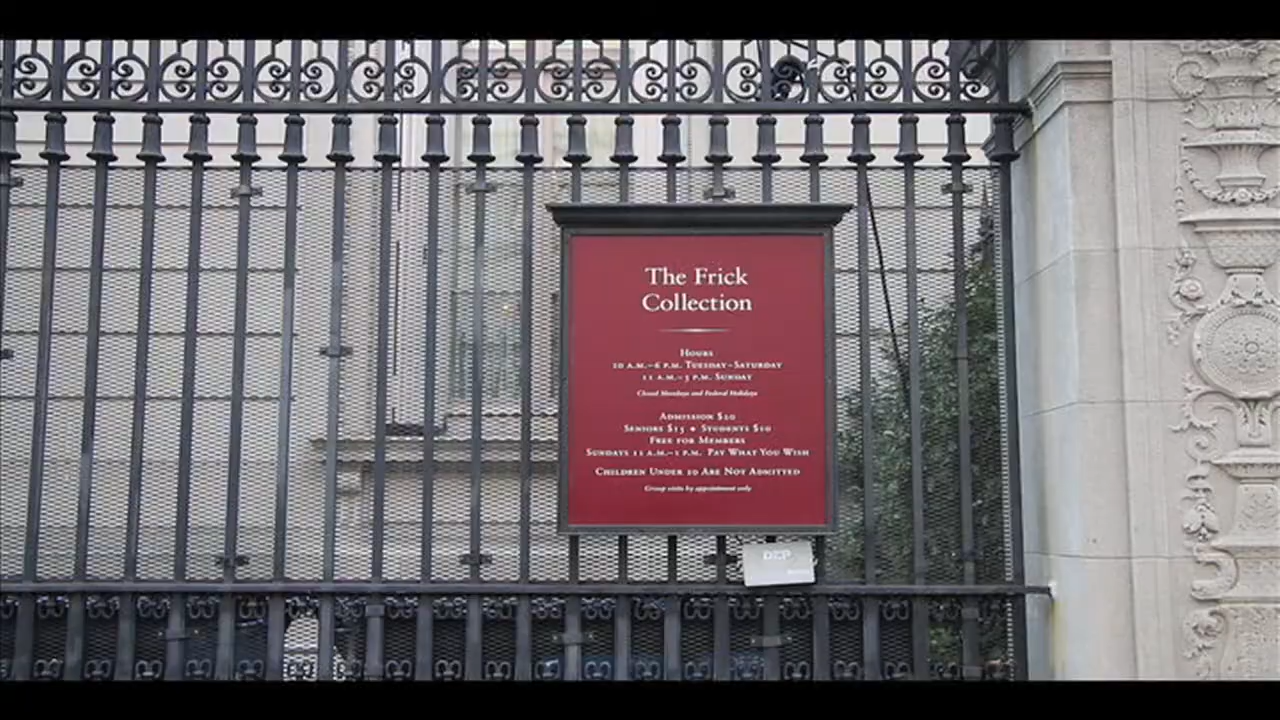 The Frick
Collection
Hours
10 A.M.–6 P.M. Tuesday–Saturday
11 A.M.–5 P.M. Sunday
Closed Mondays and Federal Holidays
Admission $20
Seniors $15 • Students $10
Free for Members
Sundays 11 A.M.–1 P.M. Pay What You Wish
Children Under 10 Are Not Admitted
Group visits by appointment only
DEP